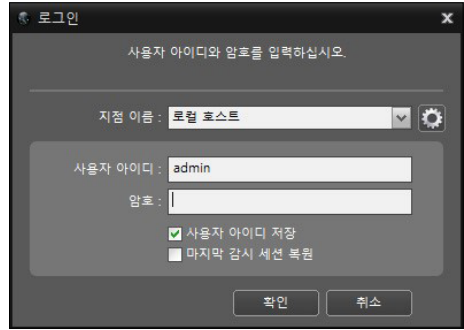 로그인
사용자 아이디와 암호를 입력하십시오.
지점 이름 : 로컬 호스트
사용자 아이디 : admin
암호 :
사용자 아이디 저장
마지막 감시 세션 복원
확인 취소